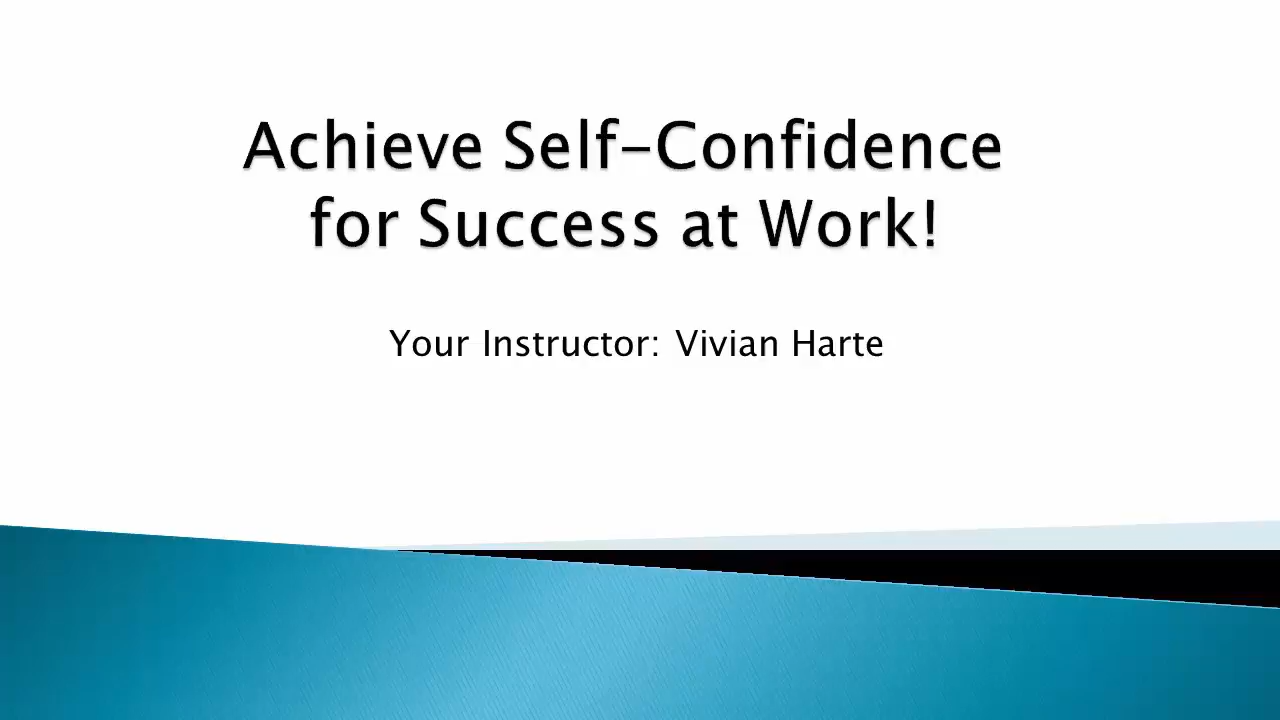 Achieve Self-Confidence
for Success at Work!
Your Instructor: Vivian Harte